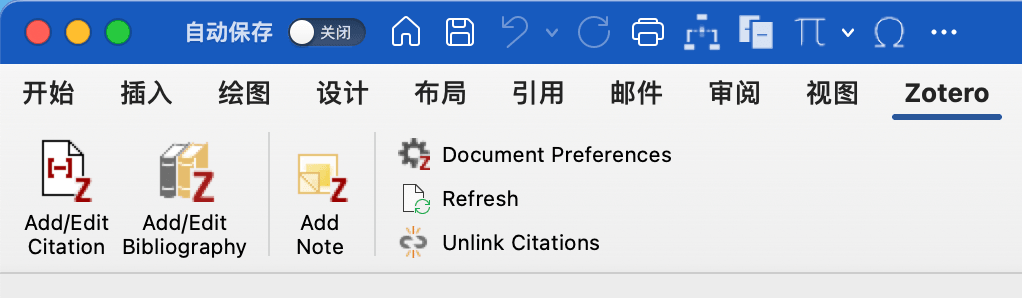 自动保存 关闭
开始 插入 绘图 设计 布局 引用 邮件 审阅 视图 Zotero
Add/Edit Citation
Add/Edit Bibliography
Add Note
Document Preferences
Refresh
Unlink Citations